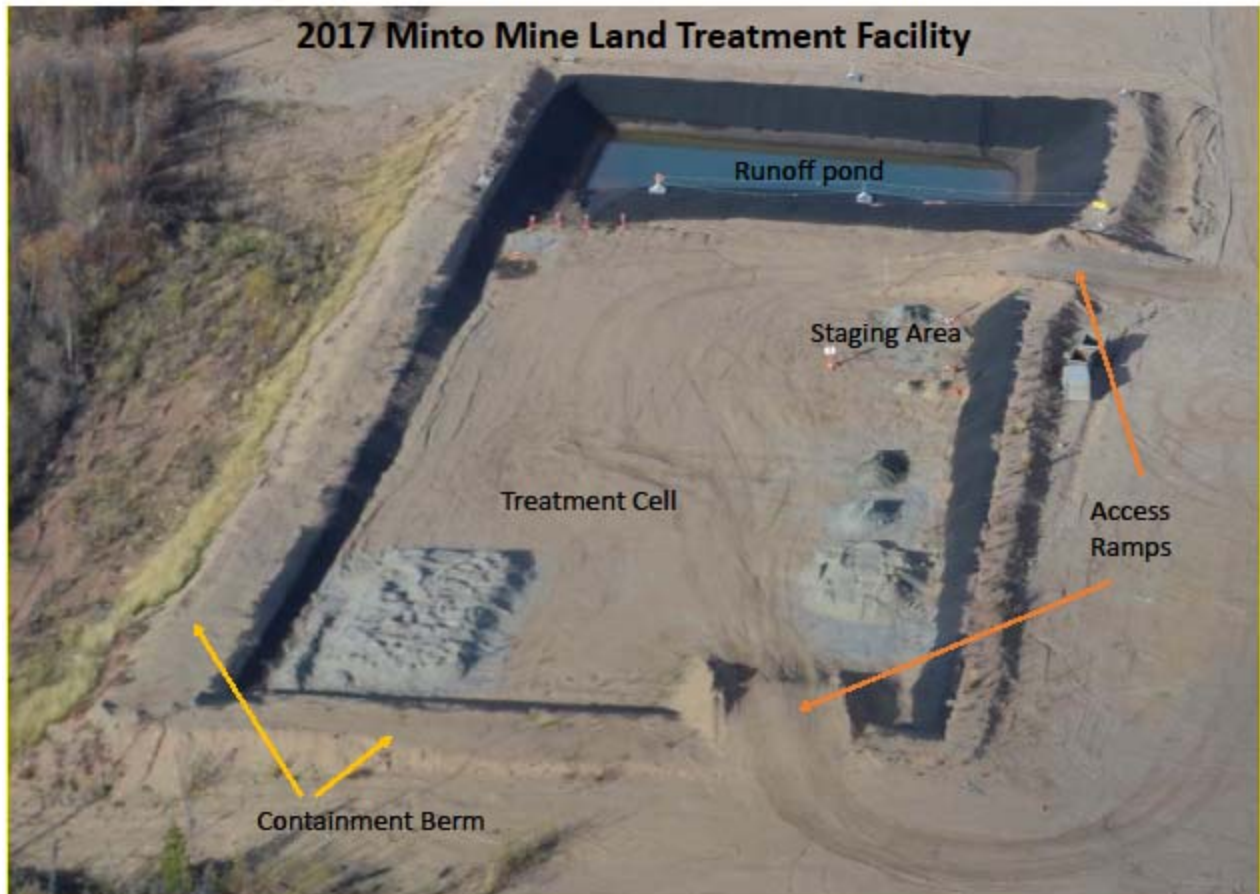 2017 Minto Mine Land Treatment Facility
Runoff pond
Staging Area
Treatment Cell
Access
Ramps
Containment Berm